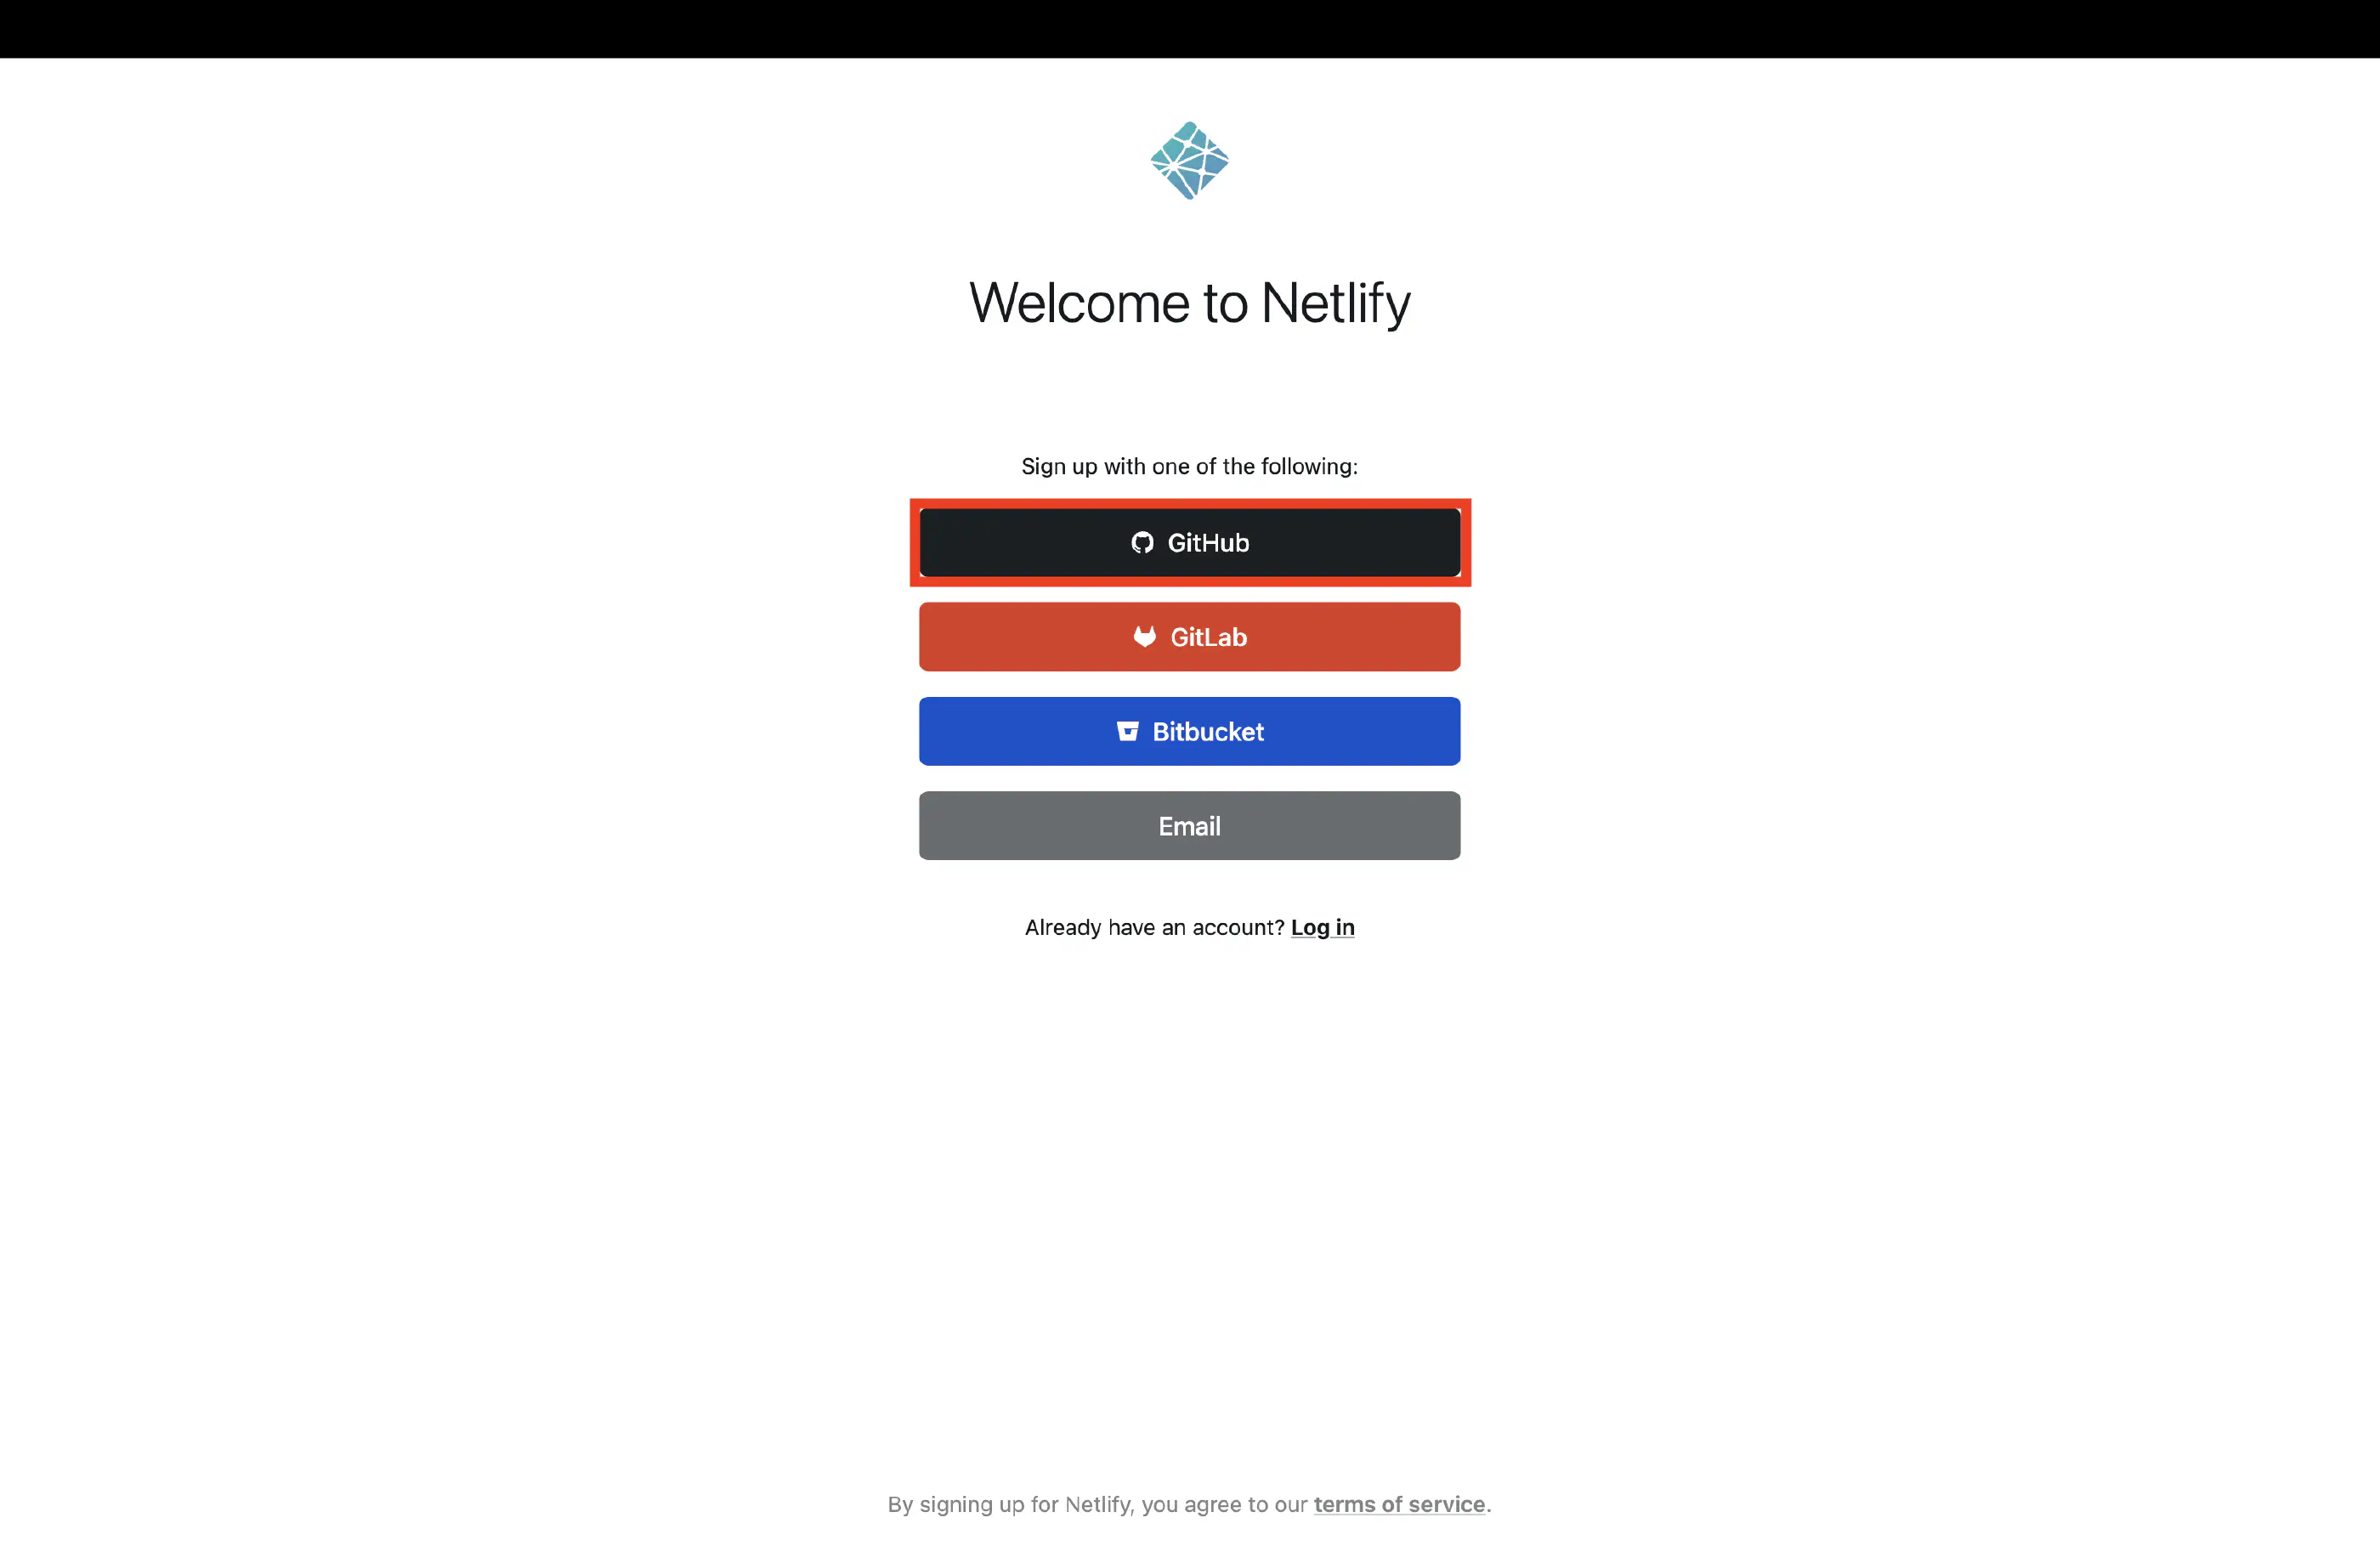 Welcome to Netlify
Sign up with one of the following:
GitHub
GitLab
Bitbucket
Email
Already have an account? Log in
By signing up for Netlify, you agree to our terms of service.